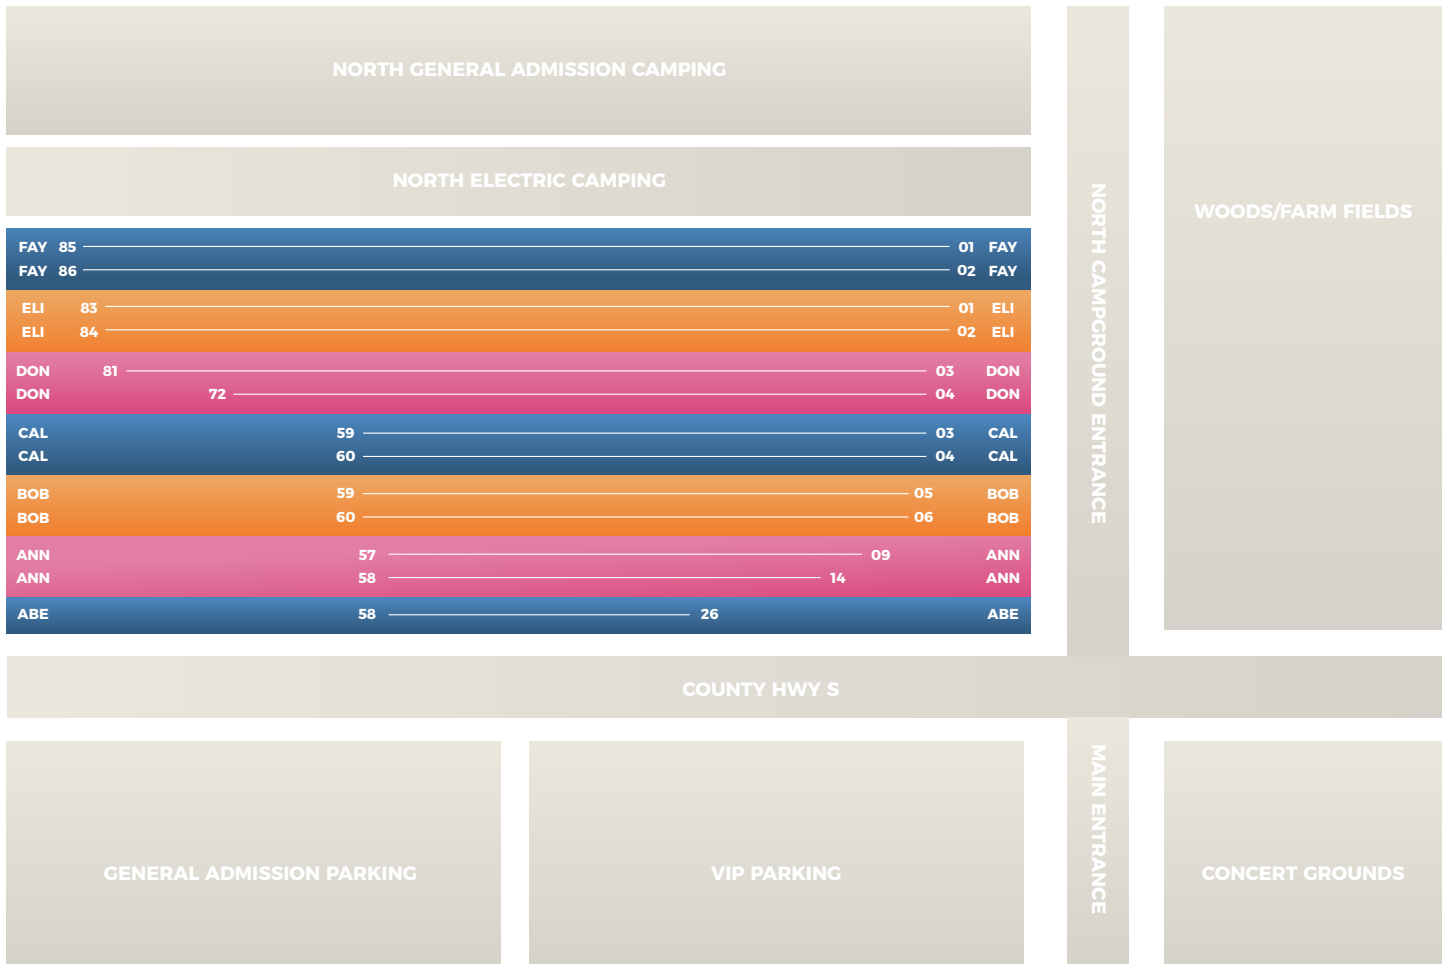 NORTH GENERAL ADMISSION CAMPING
NORTH ELECTRIC CAMPING
FAY 85 01 FAY
FAY 86 02 FAY
ELI 83 01 ELI
ELI 84 02 ELI
DON 81 03 DON
DON 72 04 DON
CAL 59 03 CAL
CAL 60 04 CAL
BOB 59 05 BOB
BOB 60 06 BOB
ANN 57 09 ANN
ANN 58 14 ANN
ABE 58 26 ABE
NORTH CAMPGROUND ENTRANCE
WOODS/FARM FIELDS
COUNTY HWY S
GENERAL ADMISSION PARKING
VIP PARKING
MAIN ENTRANCE
CONCERT GROUNDS